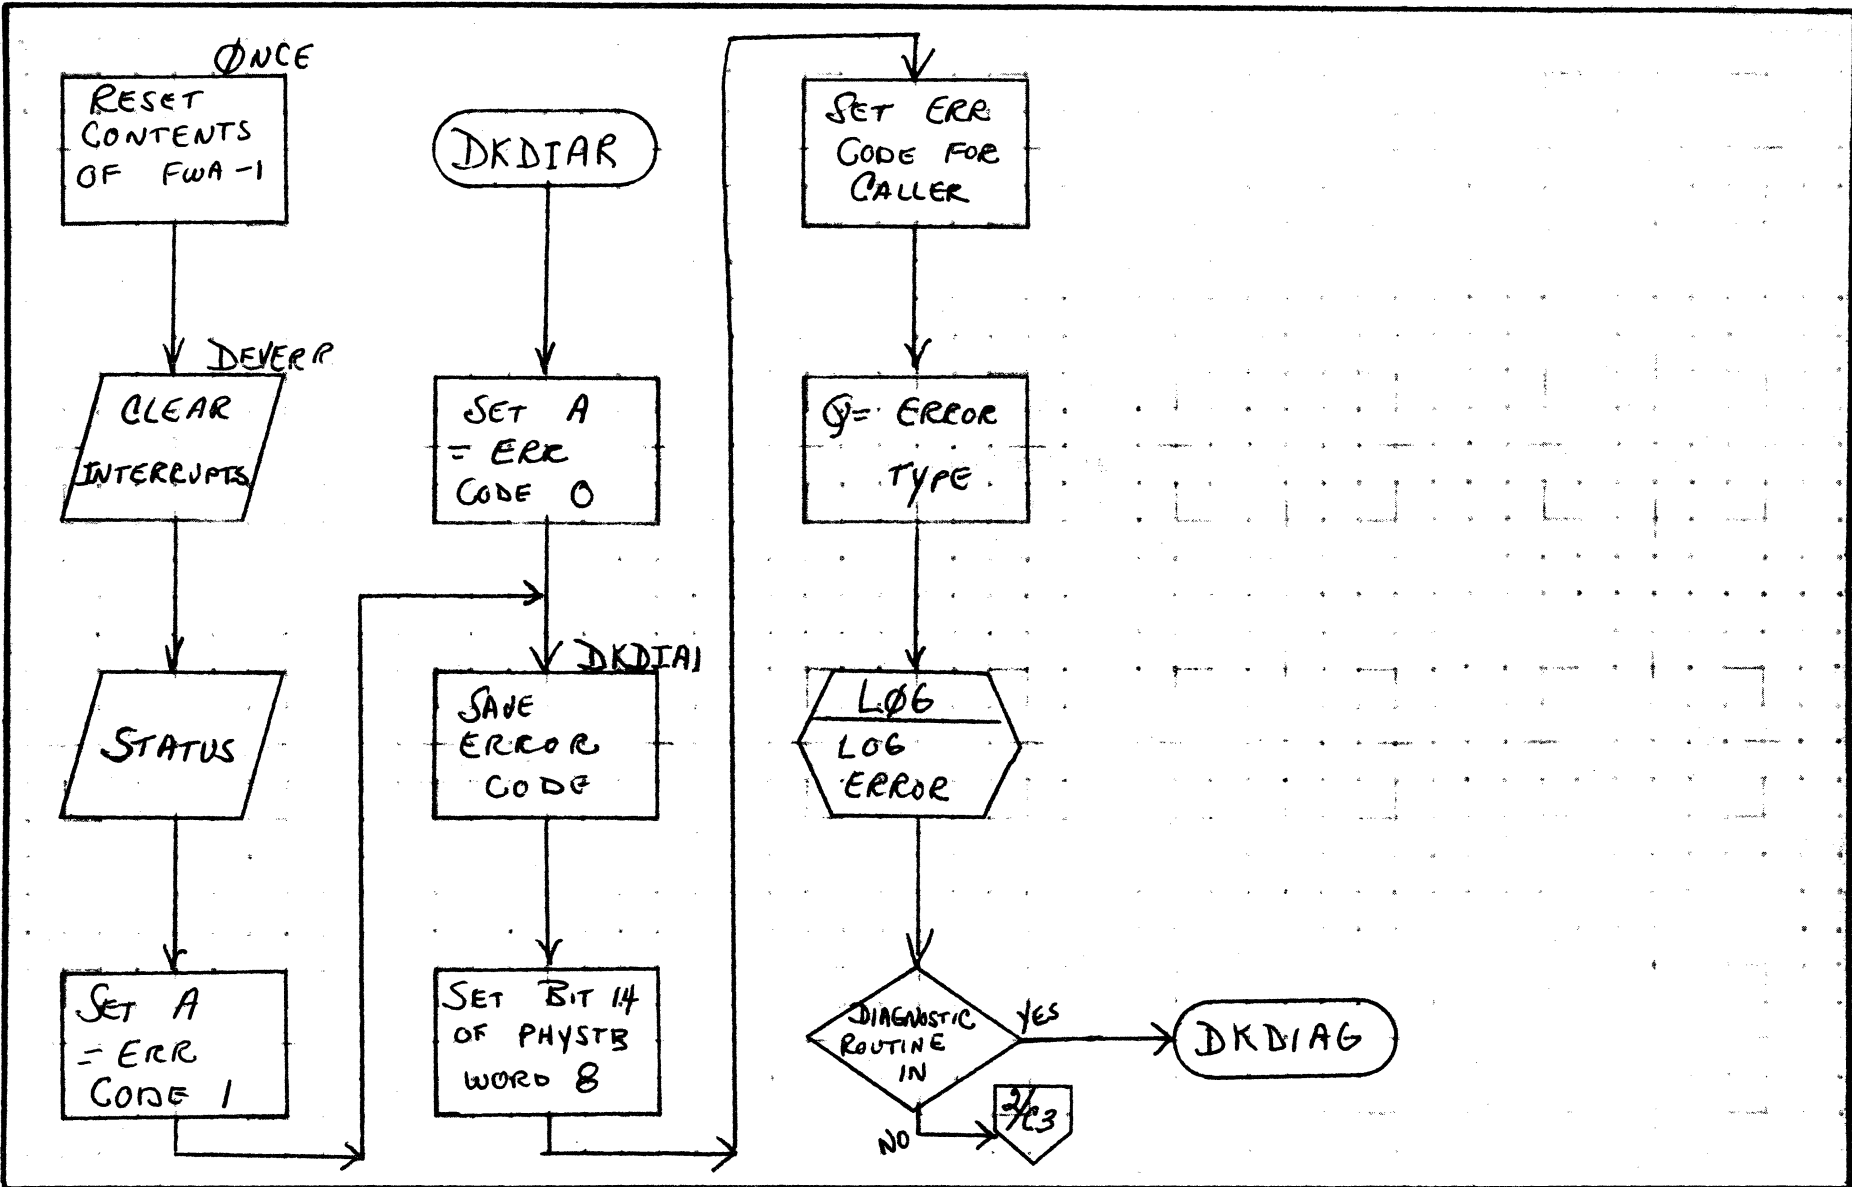 ØNCE
RESET
CONTENTS
OF FWA-1
DEVERR
CLEAR
INTERRUPTS
STATUS
SET A
= ERR
CODE 1
DKDIAR
SET A
= ERR
CODE 0
DKDIA1
SAVE
ERROR
CODE
SET BIT 14
OF PHYSTB
WORD 8
SET ERR
CODE FOR
CALLER
Q= ERROR
TYPE
LØG
LOG
ERROR
DIAGNOSTIC
ROUTINE
IN
YES
DKDIAG
NO
2/C3